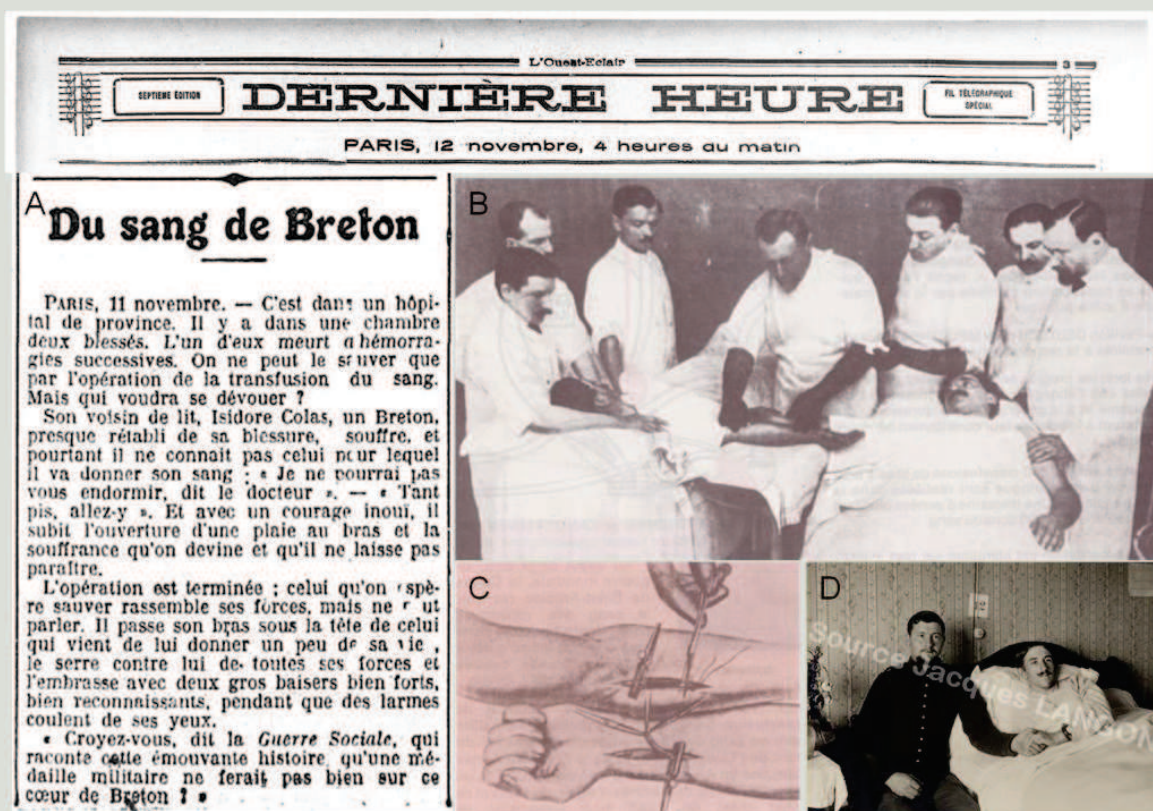 L'Ouest-Eclair
3
SEPTIEME ÉDITION
DERNIÈRE HEURE
FIL TÉLÉGRAPHIQUE
SPÉCIAL
PARIS, 12 novembre, 4 heures du matin
A
Du sang de Breton
PARIS, 11 novembre. — C'est dans un hôpi-
tal de province. Il y a dans une chambre
deux blessés. L'un d'eux meurt a hémorra-
gies successives. On ne peut le sauver que
par l'opération de la transfusion du sang.
Mais qui voudra se dévouer ?
Son voisin de lit, Isidore Colas, un Breton,
presque rétabli de sa blessure, souffre, et
pourtant il ne connait pas celui pour lequel
il va donner son sang : « Je ne pourrai pas
vous endormir, dit le docteur ». — « Tant
pis, allez-y ». Et avec un courage inouï, il
subit l'ouverture d'une plaie au bras et la
souffrance qu'on devine et qu'il ne laisse pas
paraître.
L'opération est terminée ; celui qu'on espè-
re sauver rassemble ses forces, mais ne peut
parler. Il passe son bras sous la tête de celui
qui vient de lui donner un peu de sa vie,
le serre contre lui de toutes ses forces et
l'embrasse avec deux gros baisers bien forts,
bien reconnaissants, pendant que des larmes
coulent de ses yeux.
« Croyez-vous, dit la Guerre Sociale, qui
raconte cette émouvante histoire, qu'une mé-
daille militaire ne ferait pas bien sur ce
cœur de Breton ? »
B
C
D
Source Jacques LANSON